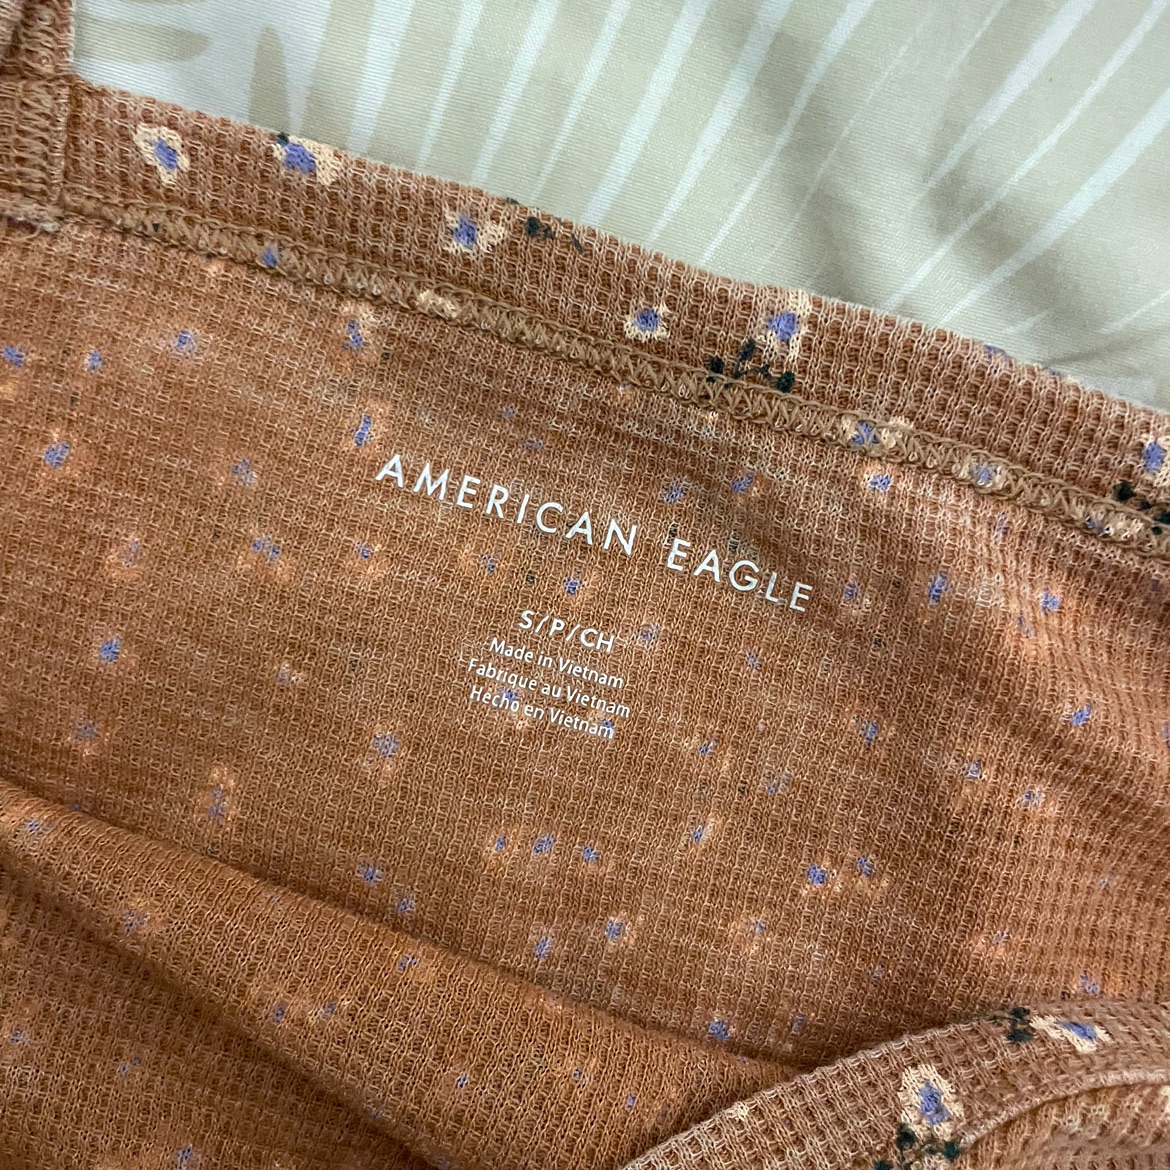 AMERICAN EAGLE
S/P/CH
Made in Vietnam
Fabriqué au Vietnam
Hecho en Vietnam